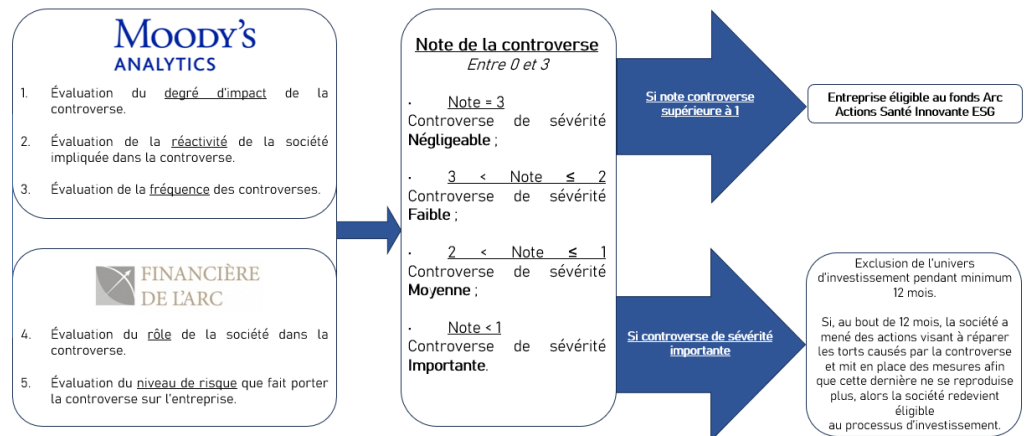 MOODY'S
ANALYTICS
1. Évaluation du degré d'impact de la
controverse.
2. Évaluation de la réactivité de la société
impliquée dans la controverse.
3. Évaluation de la fréquence des controverses.
FINANCIÈRE
DE L'ARC
4. Évaluation du rôle de la société dans la
controverse.
5. Évaluation du niveau de risque que fait porter
la controverse sur l'entreprise.
Note de la controverse
Entre 0 et 3
· Note = 3
Controverse de sévérité
Négligeable ;
· 3 < Note ≤ 2
Controverse de sévérité
Faible ;
· 2 < Note ≤ 1
Controverse de sévérité
Moyenne ;
· Note < 1
Controverse de sévérité
Importante.
Si note controverse
supérieure à 1
Entreprise éligible au fonds Arc
Actions Santé Innovante ESG
Si controverse de sévérité
importante
Exclusion de l'univers
d'investissement pendant minimum
12 mois.
Si, au bout de 12 mois, la société a
mené des actions visant à réparer
les torts causés par la controverse
et mit en place des mesures afin
que cette dernière ne se reproduise
plus, alors la société redevient
éligible
au processus d'investissement.